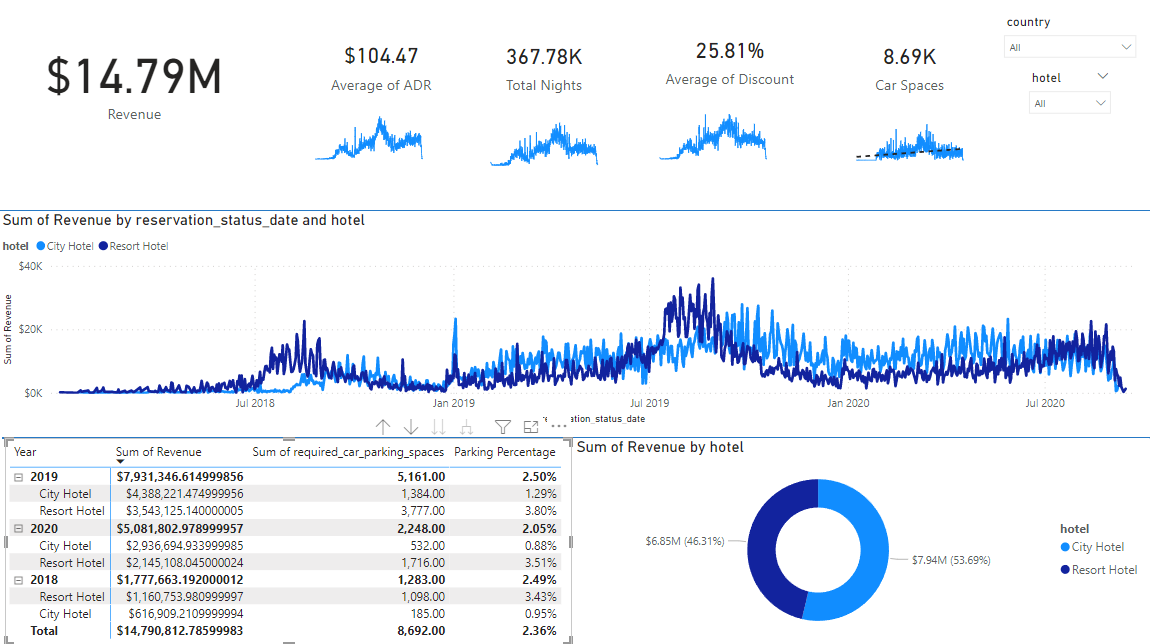 country
All
hotel
All
$14.79M
Revenue
$104.47
Average of ADR
367.78K
Total Nights
25.81%
Average of Discount
8.69K
Car Spaces
Sum of Revenue by reservation_status_date and hotel
hotel City Hotel Resort Hotel
$40K
$20K
$0K
Sum of Revenue
Jul 2018 Jan 2019 Jul 2019 Jan 2020 Jul 2020
ation_status_date
Year Sum of Revenue Sum of required_car_parking_spaces Parking Percentage
2019 $7,931,346.614999856 5,161.00 2.50%
City Hotel $4,388,221.474999956 1,384.00 1.29%
Resort Hotel $3,543,125.140000005 3,777.00 3.80%
2020 $5,081,802.978999957 2,248.00 2.05%
City Hotel $2,936,694.933999985 532.00 0.88%
Resort Hotel $2,145,108.045000024 1,716.00 3.51%
2018 $1,777,663.192000012 1,283.00 2.49%
Resort Hotel $1,160,753.980999997 1,098.00 3.43%
City Hotel $616,909.2109999994 185.00 0.95%
Total $14,790,812.78599983 8,692.00 2.36%
Sum of Revenue by hotel
$6.85M (46.31%)
$7.94M (53.69%)
hotel
City Hotel
Resort Hotel